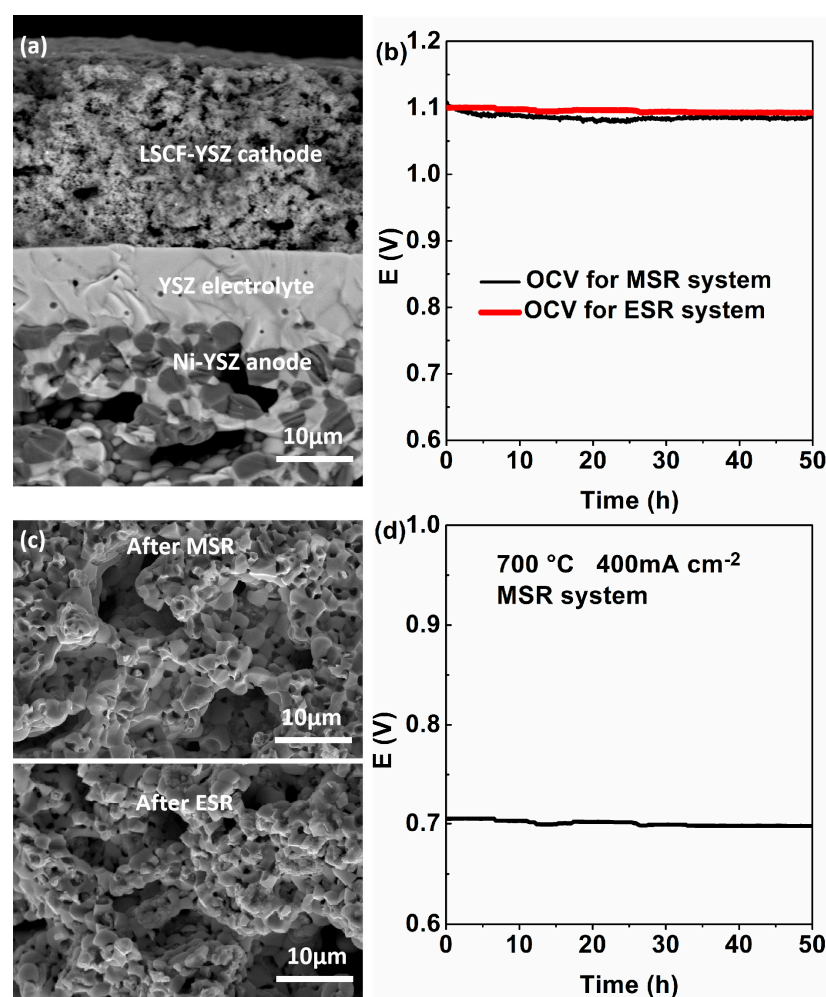 (a)
LSCF-YSZ cathode
YSZ electrolyte
Ni-YSZ anode
10μm
(b)
1.2
1.1
1.0
0.9
0.8
0.7
0.6
E (V)
OCV for MSR system
OCV for ESR system
0 10 20 30 40 50
Time (h)
(c)
After MSR
10μm
After ESR
10μm
(d)
1.0
0.9
0.8
0.7
0.6
E (V)
700 °C 400mA cm-2
MSR system
0 10 20 30 40 50
Time (h)